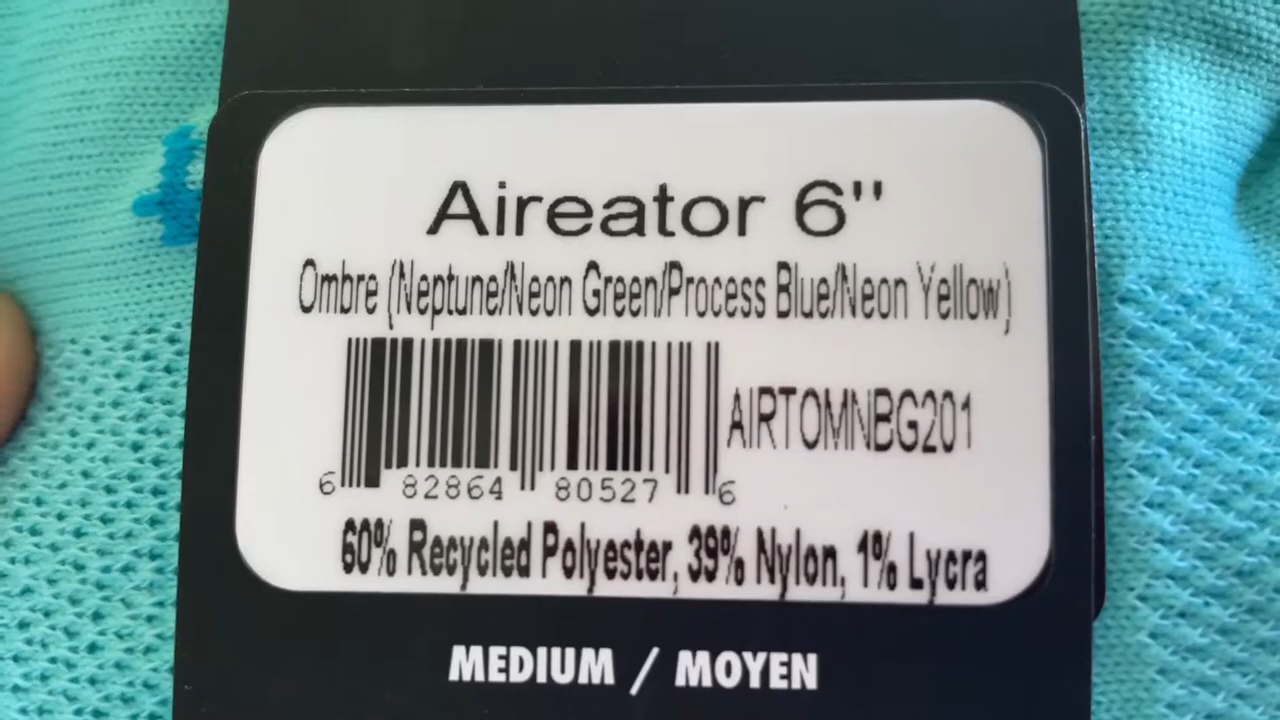 Aireator 6"
Ombre (Neptune/Neon Green/Process Blue/Neon Yellow)
AIRTOMNBG201
6 82864 80527 6
60% Recycled Polyester, 39% Nylon, 1% Lycra
MEDIUM / MOYEN